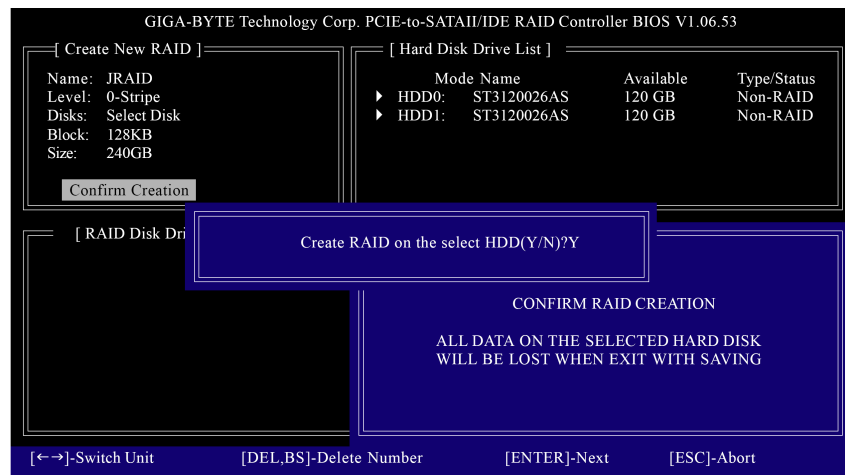 GIGA-BYTE Technology Corp. PCIE-to-SATAII/IDE RAID Controller BIOS V1.06.53
[ Create New RAID ]
Name: JRAID
Level: 0-Stripe
Disks: Select Disk
Block: 128KB
Size: 240GB
Confirm Creation
[ Hard Disk Drive List ]
Mode Name Available Type/Status
HDD0: ST3120026AS 120 GB Non-RAID
HDD1: ST3120026AS 120 GB Non-RAID
[ RAID Disk Dri
Create RAID on the select HDD(Y/N)?Y
CONFIRM RAID CREATION
ALL DATA ON THE SELECTED HARD DISK
WILL BE LOST WHEN EXIT WITH SAVING
[←→]-Switch Unit [DEL,BS]-Delete Number [ENTER]-Next [ESC]-Abort